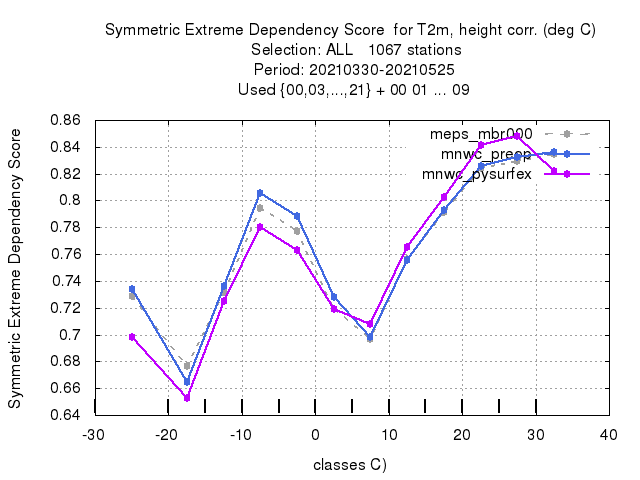 Symmetric Extreme Dependency Score  for T2m, height corr. (deg C)
Selection: ALL   1067 stations
Period: 20210330-20210525
Used {00,03,...,21} + 00 01 ... 09
Symmetric Extreme Dependency Score
0.86
0.84
0.82
0.8
0.78
0.76
0.74
0.72
0.7
0.68
0.66
0.64
meps_mbr000
mnwc_preop
mnwc_pysurfex
-30 -20 -10 0 10 20 30 40
classes C)